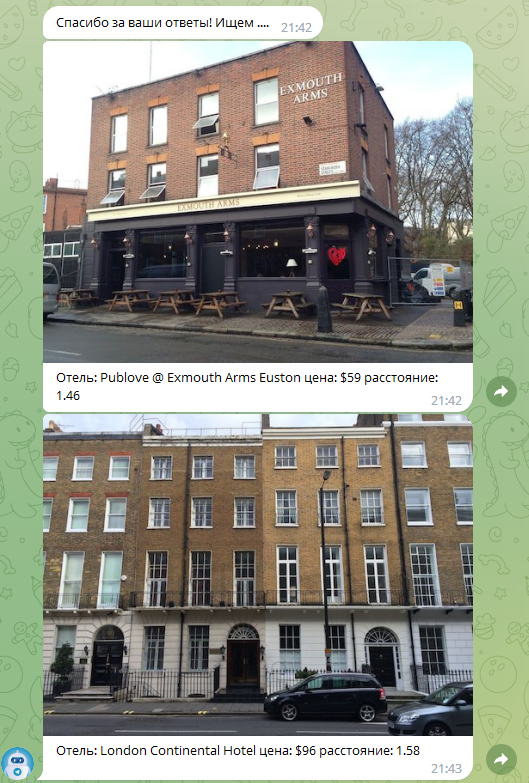 Спасибо за ваши ответы! Ищем ....
21:42
EXMOUTH
ARMS
EXMOUTH ARMS
Отель: Publove @ Exmouth Arms Euston цена: $59 расстояние:
1.46
21:42
Отель: London Continental Hotel цена: $96 расстояние: 1.58
21:43